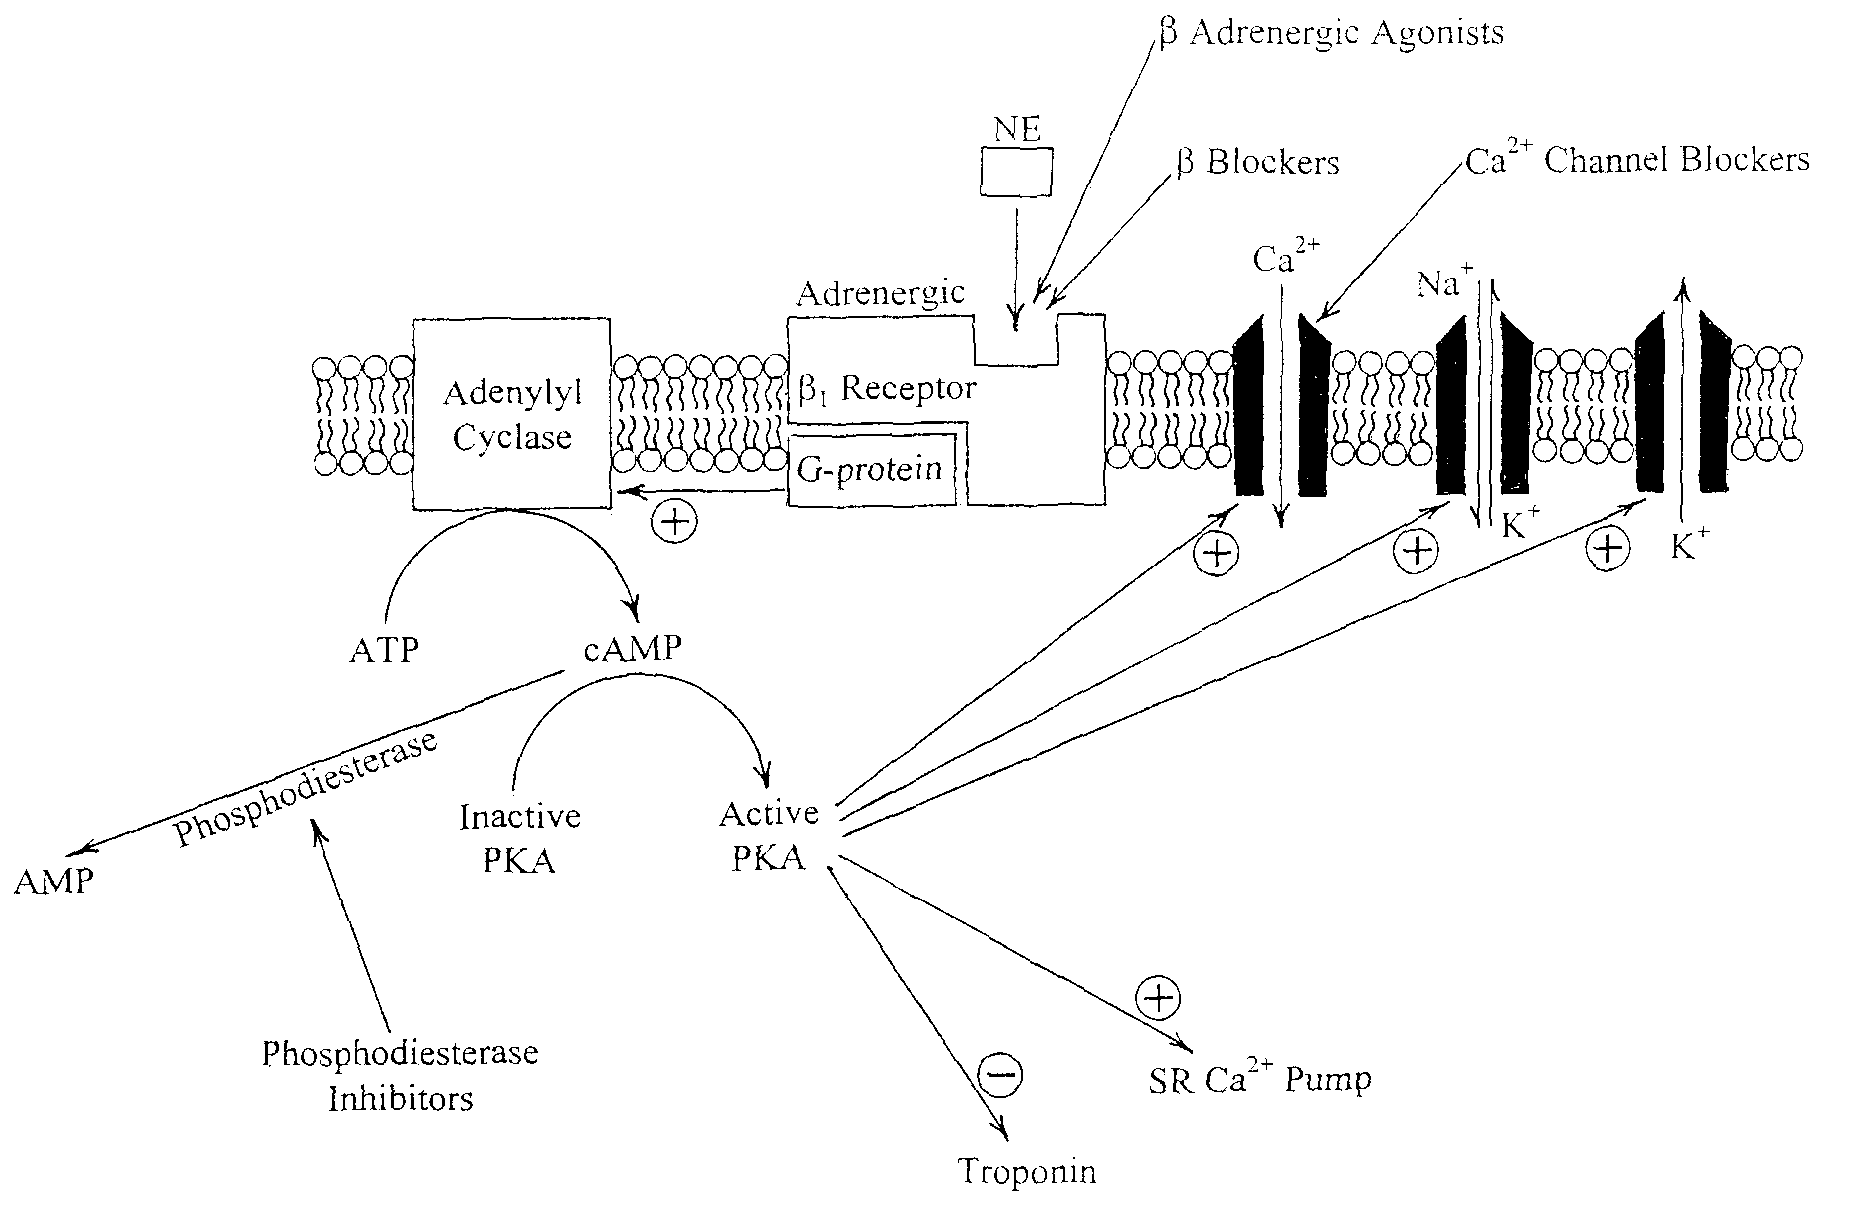 β Adrenergic Agonists
NE
β Blockers
Ca²⁺ Channel Blockers
Ca²⁺
Na⁺
Adrenergic
Adenylyl
Cyclase
β₁ Receptor
G-protein
+
+
+
+
K⁺
K⁺
ATP
cAMP
Phosphodiesterase
Inactive
PKA
Active
PKA
AMP
+
Phosphodiesterase
Inhibitors
−
SR Ca²⁺ Pump
Troponin